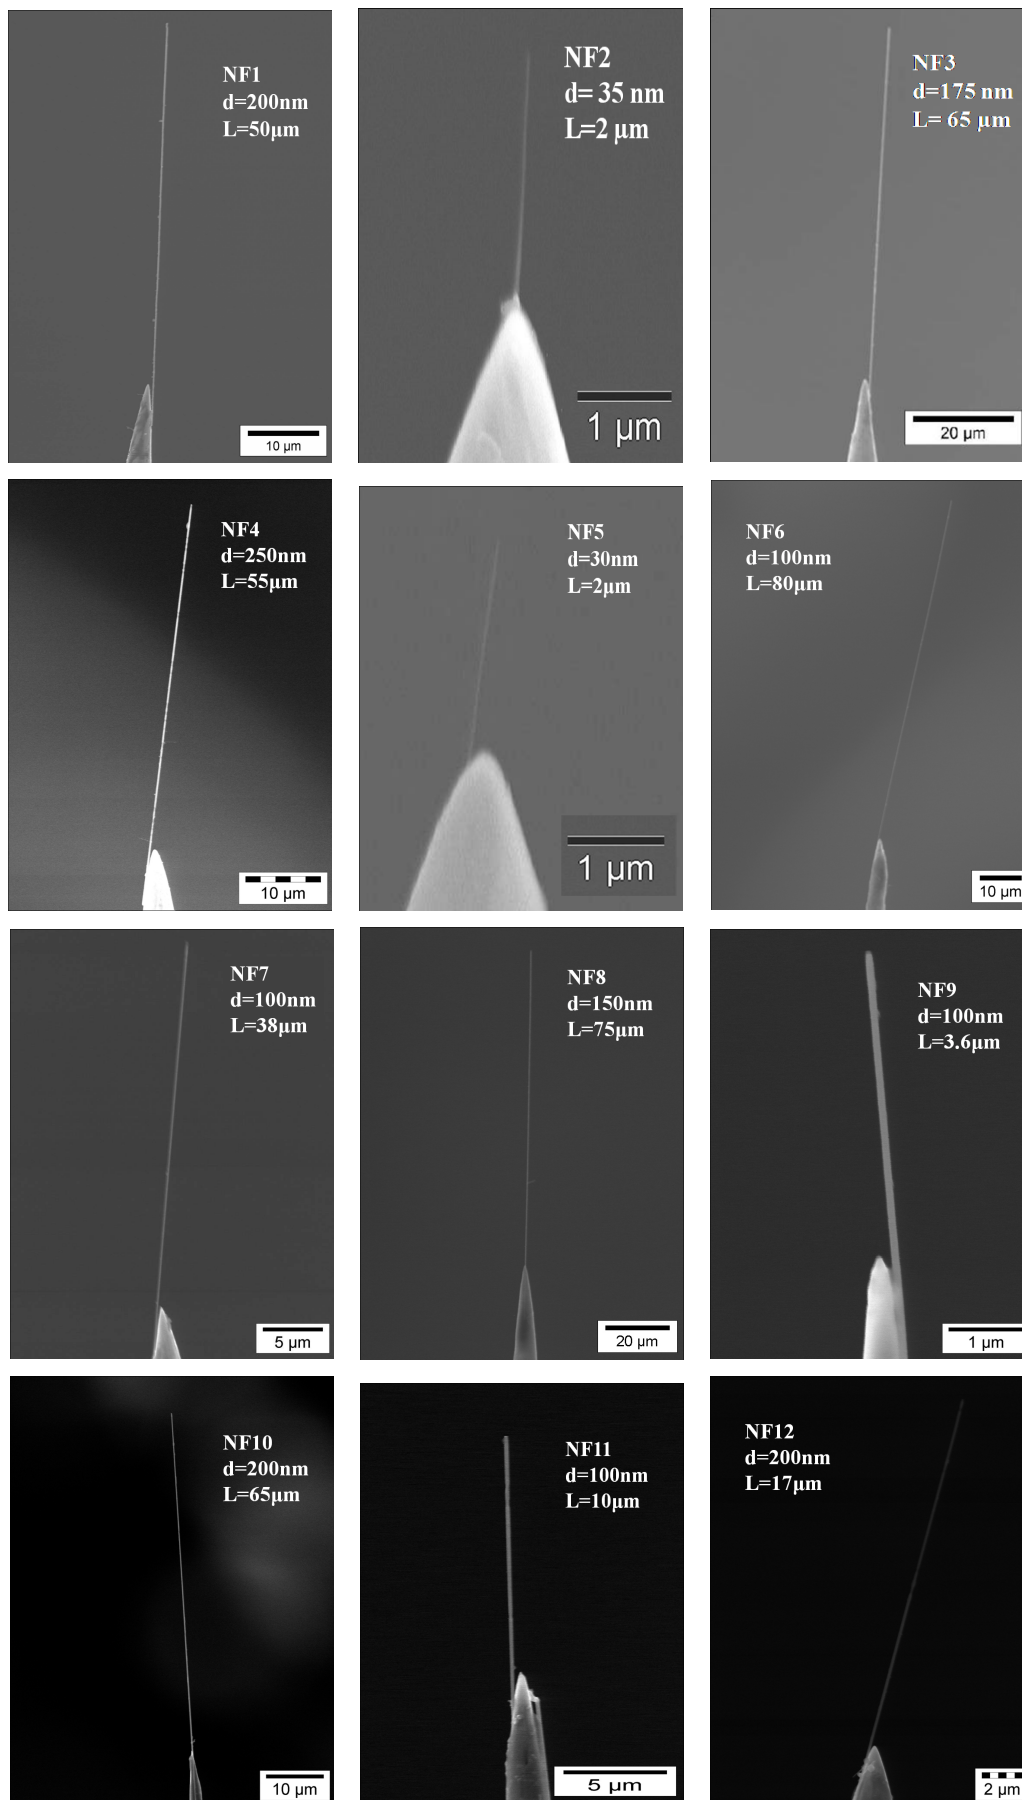 NF1
d=200nm
L=50µm
10 µm
NF2
d= 35 nm
L=2 µm
1 µm
NF3
d=175 nm
L= 65 µm
20 µm
NF4
d=250nm
L=55µm
10 µm
NF5
d=30nm
L=2µm
1 µm
NF6
d=100nm
L=80µm
10 µm
NF7
d=100nm
L=38µm
5 µm
NF8
d=150nm
L=75µm
20 µm
NF9
d=100nm
L=3.6µm
1 µm
NF10
d=200nm
L=65µm
10 µm
NF11
d=100nm
L=10µm
5 µm
NF12
d=200nm
L=17µm
2 µm